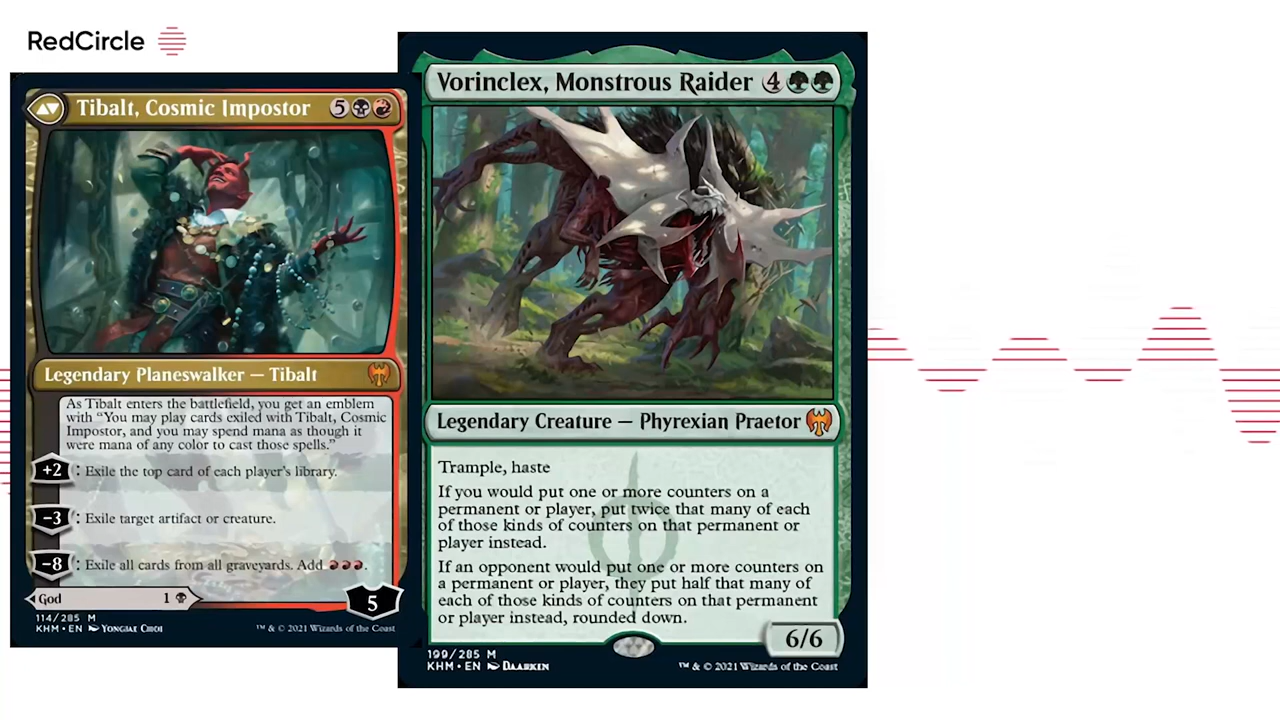 RedCircle
Tibalt, Cosmic Impostor 5
Legendary Planeswalker — Tibalt
As Tibalt enters the battlefield, you get an emblem
with “You may play cards exiled with Tibalt, Cosmic
Impostor, and you may spend mana as though it
were mana of any color to cast those spells.”
+2: Exile the top card of each player's library.
−3: Exile target artifact or creature.
−8: Exile all cards from all graveyards. Add
God 1
5
114/285 M
KHM • EN Yongjae Choi
™ & © 2021 Wizards of the Coast
Vorinclex, Monstrous Raider 4
Legendary Creature — Phyrexian Praetor
Trample, haste
If you would put one or more counters on a
permanent or player, put twice that many of each
of those kinds of counters on that permanent or
player instead.
If an opponent would put one or more counters on
a permanent or player, they put half that many of
each of those kinds of counters on that permanent
or player instead, rounded down.
6/6
199/285 M
KHM • EN Daarken
™ & © 2021 Wizards of the Coast